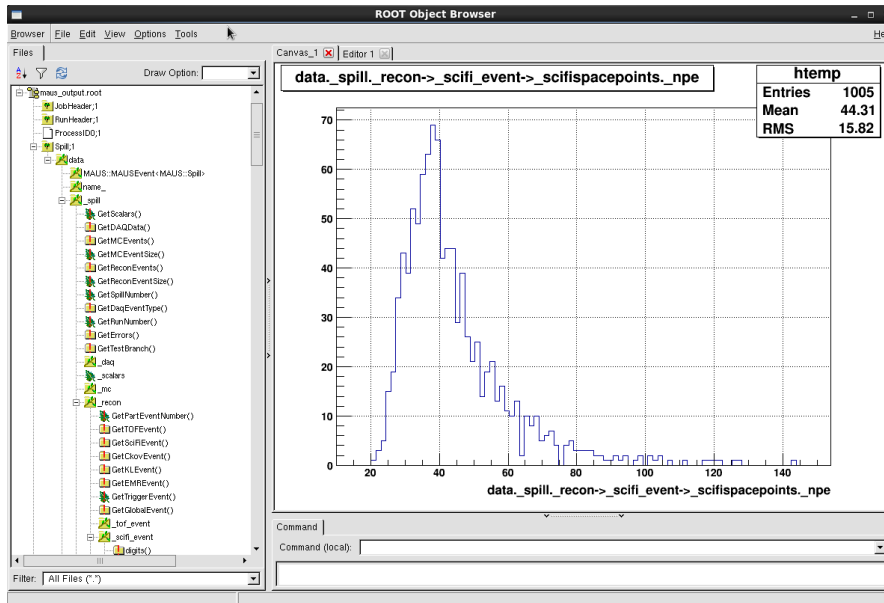 ROOT Object Browser
Browser File Edit View Options Tools
Files
Draw Option:
maus_output.root
JobHeader;1
RunHeader;1
ProcessID0;1
Spill;1
data
MAUS::MAUSEvent<MAUS::Spill>
name_
_spill
GetScalars()
GetDAQData()
GetMCEvents()
GetMCEventSize()
GetReconEvents()
GetReconEventSize()
GetSpillNumber()
GetDaqEventType()
GetRunNumber()
GetErrors()
GetTestBranch()
_daq
_scalars
_mc
_recon
GetPartEventNumber()
GetTOFEvent()
GetSciFiEvent()
GetCkovEvent()
GetKLEvent()
GetEMREvent()
GetTriggerEvent()
GetGlobalEvent()
_tof_event
_scifi_event
digits()
Filter: All Files (*.*)
Canvas_1 Editor 1
data._spill._recon->_scifi_event->_scifispacepoints._npe
htemp
Entries 1005
Mean 44.31
RMS 15.82
70
60
50
40
30
20
10
0
20 40 60 80 100 120 140
data._spill._recon->_scifi_event->_scifispacepoints._npe
Command
Command (local):